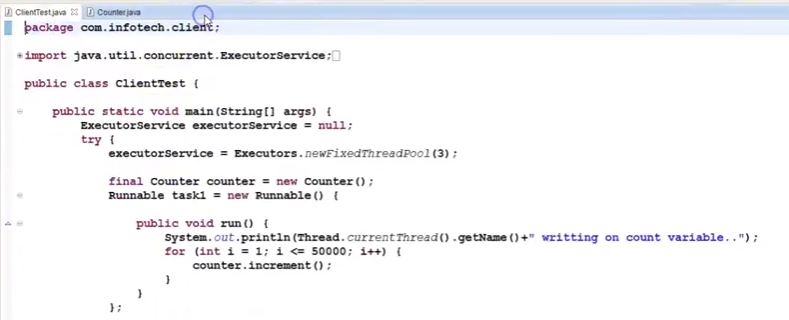 ClientTest.java Counter.java
package com.infotech.client;
import java.util.concurrent.ExecutorService;
public class ClientTest {
public static void main(String[] args) {
ExecutorService executorService = null;
try {
executorService = Executors.newFixedThreadPool(3);
final Counter counter = new Counter();
Runnable task1 = new Runnable() {
public void run() {
System.out.println(Thread.currentThread().getName()+" writting on count variable..");
for (int i = 1; i <= 50000; i++) {
counter.increment();
}
}
};